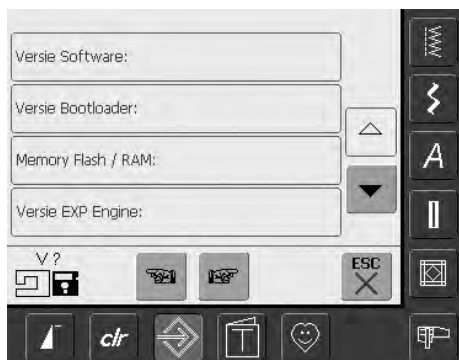 Versie Software:
Versie Bootloader:
Memory Flash / RAM:
Versie EXP Engine:
V ?
ESC
A
clr
T